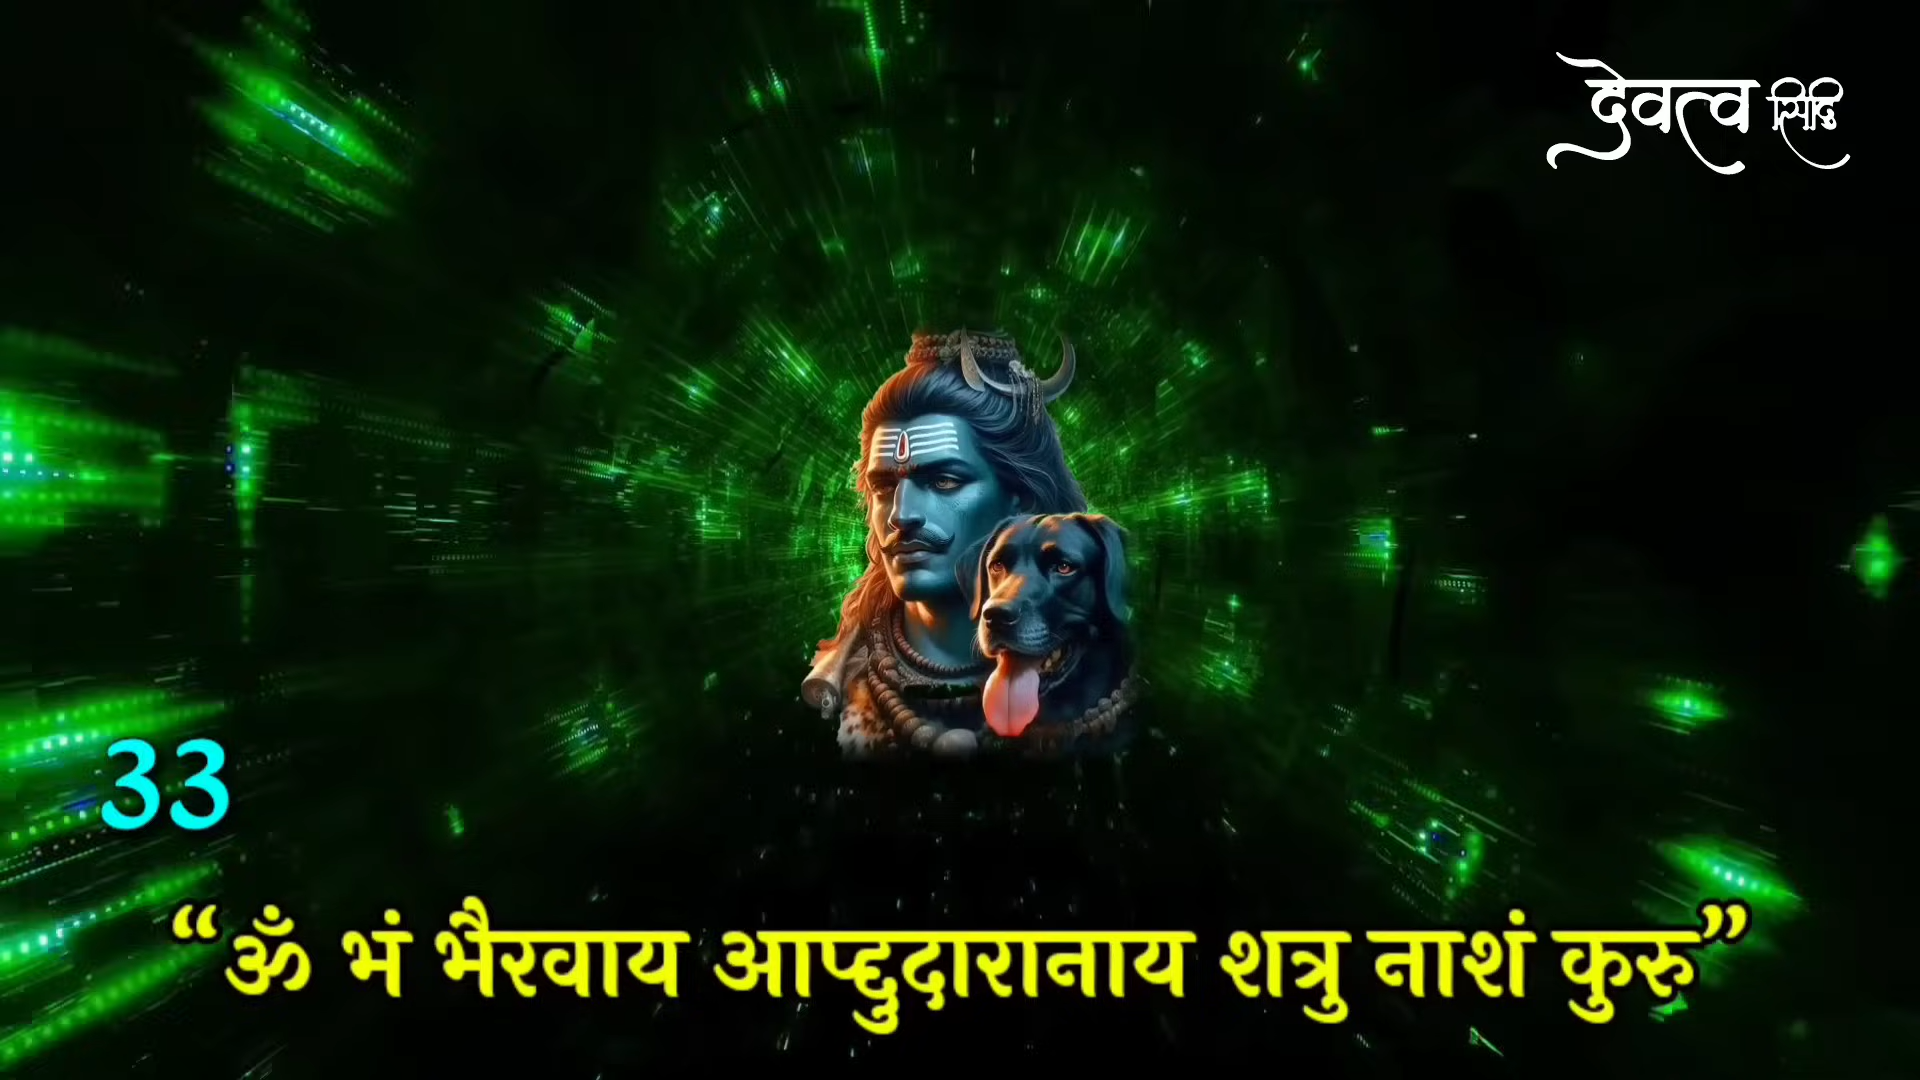 देवत्व सिद्धि
33
“ॐ भं भैरवाय आप्द्दुदारानाय शत्रु नाशं कुरु”